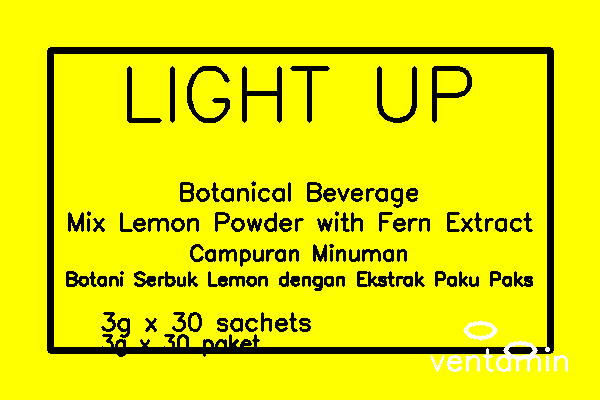 LIGHT UP
Botanical Beverage
Mix Lemon Powder with Fern Extract
Campuran Minuman
Botani Serbuk Lemon dengan Ekstrak Paku Paks
3g x 30 sachets
3g x 30 paket
ventamin